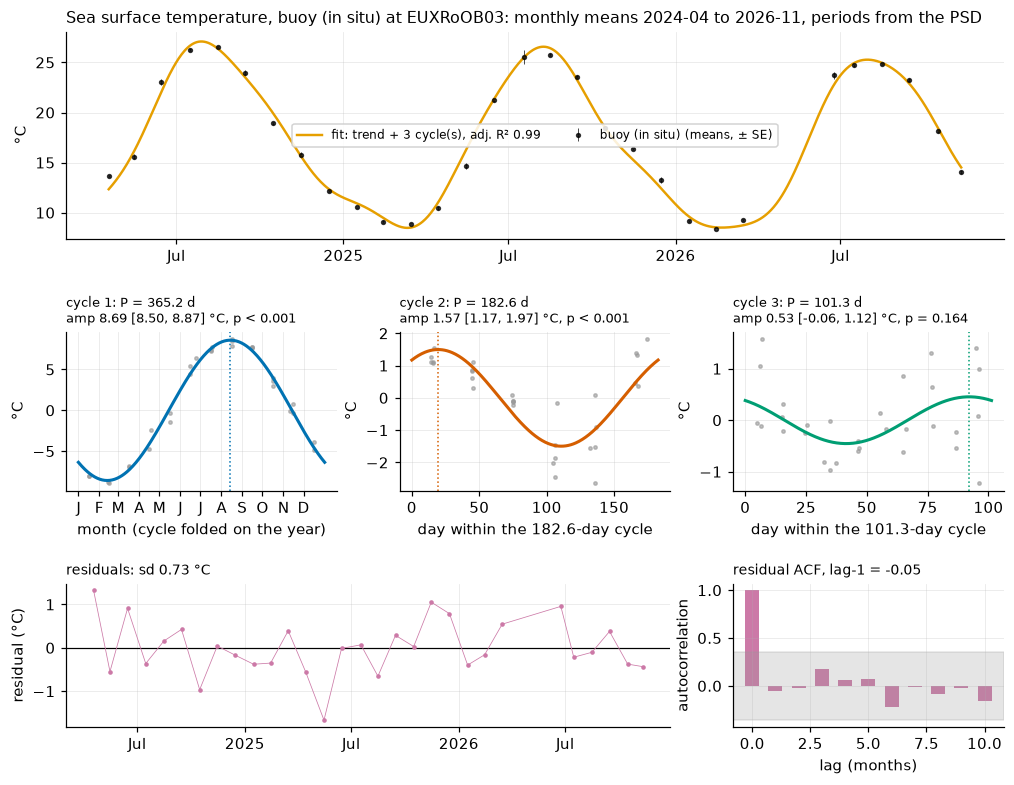 Sea surface temperature, buoy (in situ) at EUXRoOB03: monthly means 2024-04 to 2026-11, periods from the PSD
°C
25
20
15
10
fit: trend + 3 cycle(s), adj. R² 0.99
buoy (in situ) (means, ± SE)
Jul
2025
Jul
2026
Jul
cycle 1: P = 365.2 d
amp 8.69 [8.50, 8.87] °C, p < 0.001
°C
5
0
−5
J F M A M J J A S O N D
month (cycle folded on the year)
cycle 2: P = 182.6 d
amp 1.57 [1.17, 1.97] °C, p < 0.001
°C
2
1
0
−1
−2
0 50 100 150
day within the 182.6-day cycle
cycle 3: P = 101.3 d
amp 0.53 [-0.06, 1.12] °C, p = 0.164
°C
1
0
−1
0 25 50 75 100
day within the 101.3-day cycle
residuals: sd 0.73 °C
residual (°C)
1
0
−1
Jul
2025
Jul
2026
Jul
residual ACF, lag-1 = -0.05
autocorrelation
1.0
0.5
0.0
0.0 2.5 5.0 7.5 10.0
lag (months)